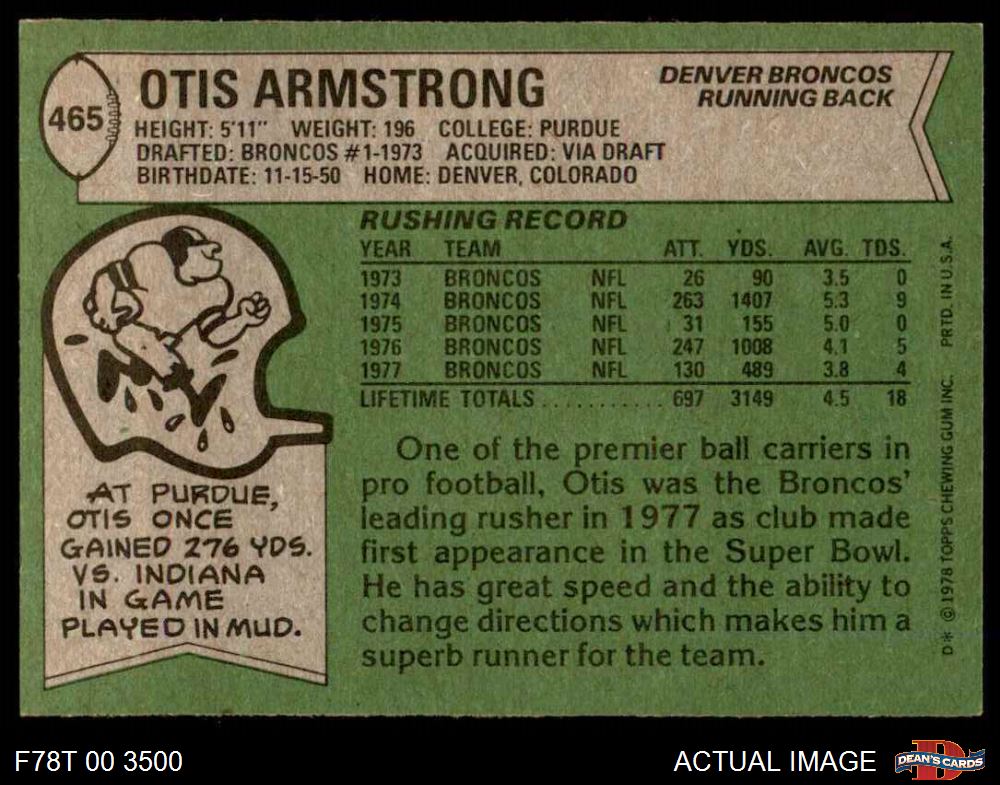 465
OTIS ARMSTRONG
DENVER BRONCOS
RUNNING BACK
HEIGHT: 5'11" WEIGHT: 196 COLLEGE: PURDUE
DRAFTED: BRONCOS #1-1973 ACQUIRED: VIA DRAFT
BIRTHDATE: 11-15-50 HOME: DENVER, COLORADO
RUSHING RECORD
YEAR TEAM ATT. YDS. AVG. TDS.
1973 BRONCOS NFL 26 90 3.5 0
1974 BRONCOS NFL 263 1407 5.3 9
1975 BRONCOS NFL 31 155 5.0 0
1976 BRONCOS NFL 247 1008 4.1 5
1977 BRONCOS NFL 130 489 3.8 4
LIFETIME TOTALS............ 697 3149 4.5 18
AT PURDUE,
OTIS ONCE
GAINED 276 YDS.
VS. INDIANA
IN GAME
PLAYED IN MUD.
One of the premier ball carriers in
pro football, Otis was the Broncos'
leading rusher in 1977 as club made
first appearance in the Super Bowl.
He has great speed and the ability to
change directions which makes him a
superb runner for the team.
D* © 1978 TOPPS CHEWING GUM INC. PRTD. IN U.S.A.
F78T 00 3500
ACTUAL IMAGE
DEAN'S CARDS